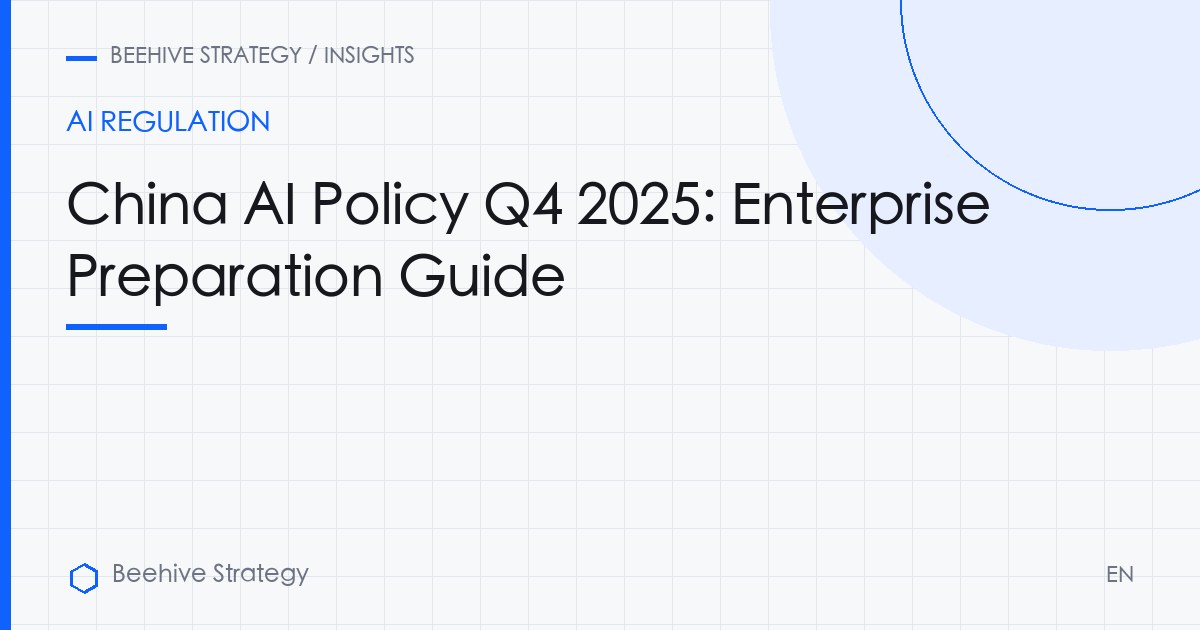 BEEHIVE STRATEGY / INSIGHTS
AI REGULATION
China AI Policy Q4 2025: Enterprise
Preparation Guide
Beehive Strategy
EN